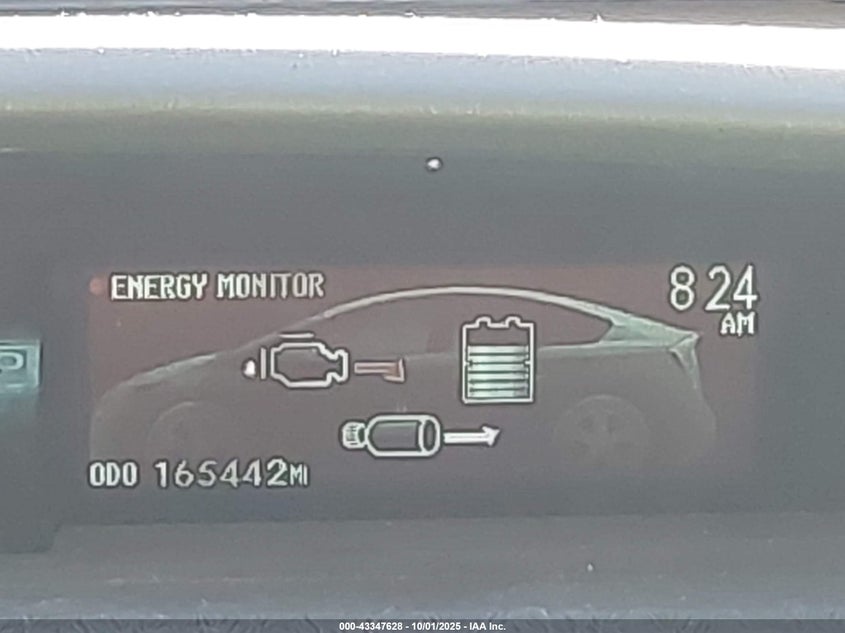 ENERGY MONITOR
8 24
AM
P
ODO 165442MI
000-43347628 - 10/01/2025 - IAA Inc.